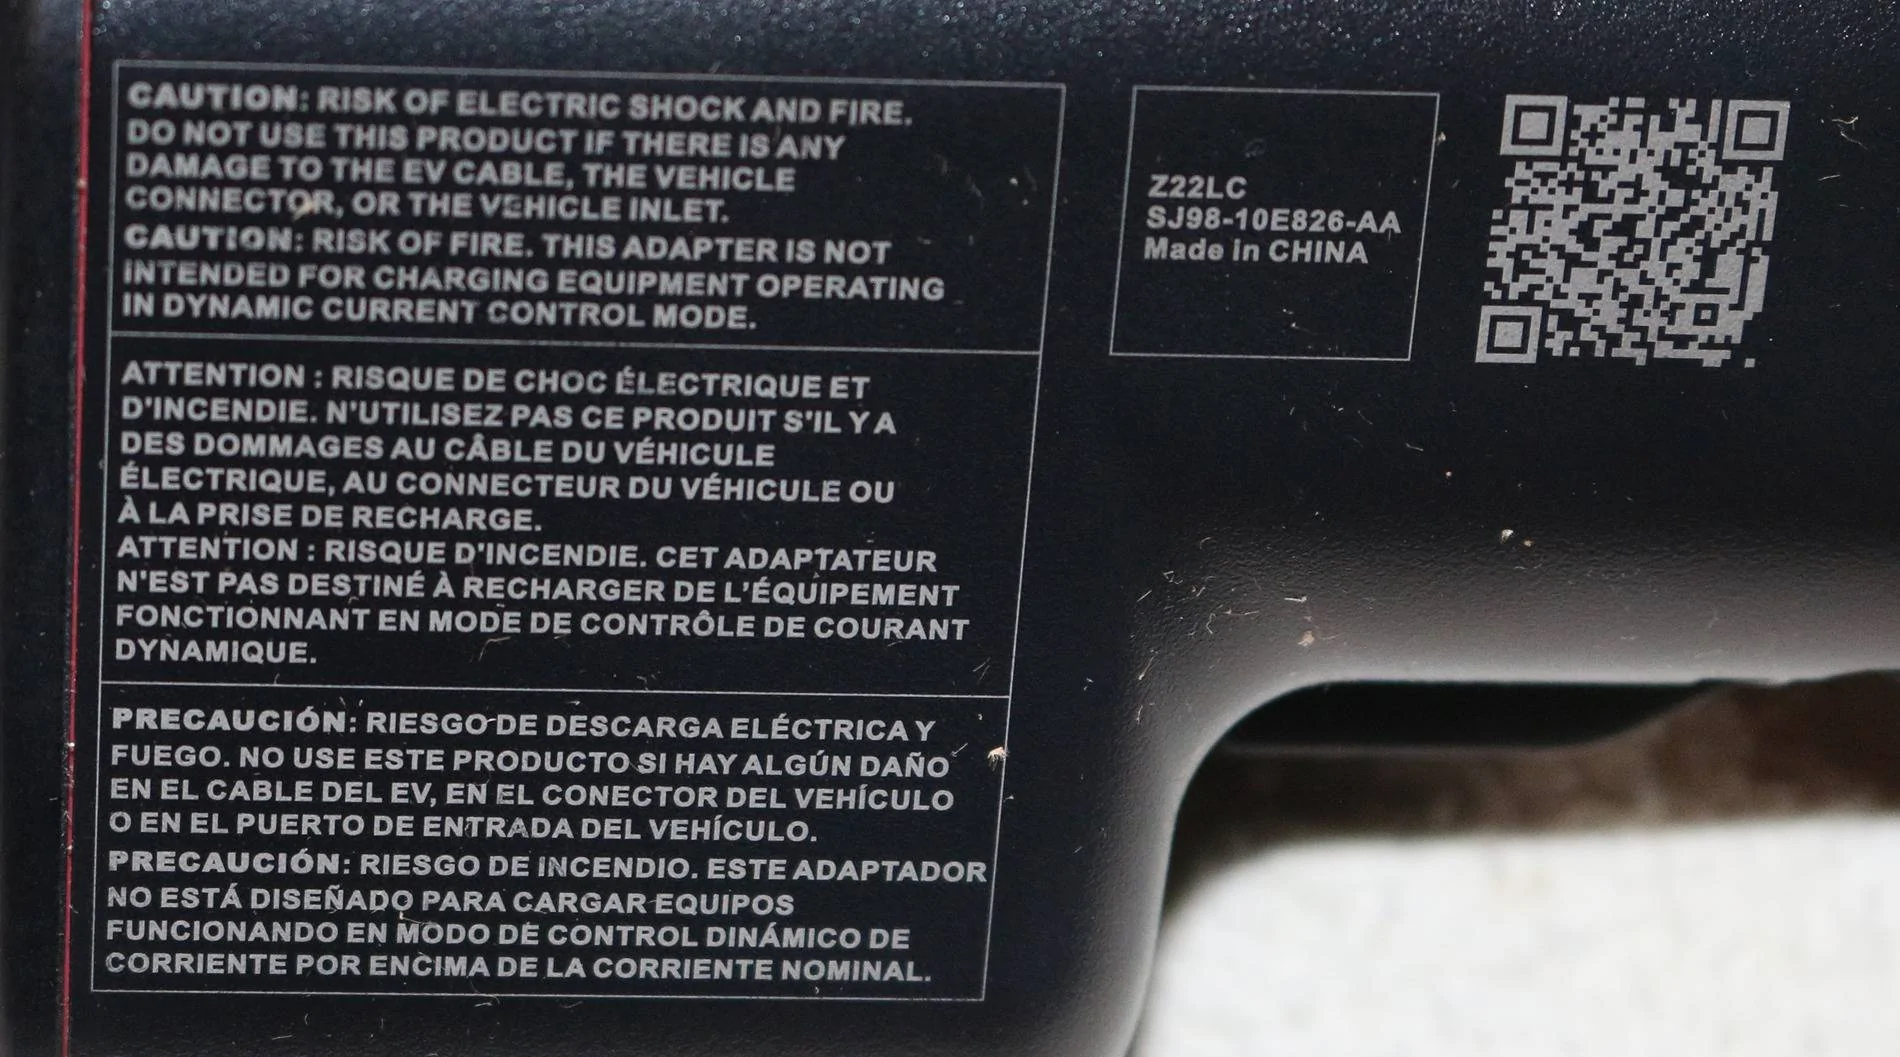 CAUTION: RISK OF ELECTRIC SHOCK AND FIRE.
DO NOT USE THIS PRODUCT IF THERE IS ANY
DAMAGE TO THE EV CABLE, THE VEHICLE
CONNECTOR, OR THE VEHICLE INLET.
CAUTION: RISK OF FIRE. THIS ADAPTER IS NOT
INTENDED FOR CHARGING EQUIPMENT OPERATING
IN DYNAMIC CURRENT CONTROL MODE.
ATTENTION : RISQUE DE CHOC ÉLECTRIQUE ET
D'INCENDIE. N'UTILISEZ PAS CE PRODUIT S'IL Y A
DES DOMMAGES AU CÂBLE DU VÉHICULE
ÉLECTRIQUE, AU CONNECTEUR DU VÉHICULE OU
À LA PRISE DE RECHARGE.
ATTENTION : RISQUE D'INCENDIE. CET ADAPTATEUR
N'EST PAS DESTINÉ À RECHARGER DE L'ÉQUIPEMENT
FONCTIONNANT EN MODE DE CONTRÔLE DE COURANT
DYNAMIQUE.
PRECAUCIÓN: RIESGO DE DESCARGA ELÉCTRICA Y
FUEGO. NO USE ESTE PRODUCTO SI HAY ALGÚN DAÑO
EN EL CABLE DEL EV, EN EL CONECTOR DEL VEHÍCULO
O EN EL PUERTO DE ENTRADA DEL VEHÍCULO.
PRECAUCIÓN: RIESGO DE INCENDIO. ESTE ADAPTADOR
NO ESTÁ DISEÑADO PARA CARGAR EQUIPOS
FUNCIONANDO EN MODO DE CONTROL DINÁMICO DE
CORRIENTE POR ENCIMA DE LA CORRIENTE NOMINAL.
Z22LC
SJ98-10E826-AA
Made in CHINA